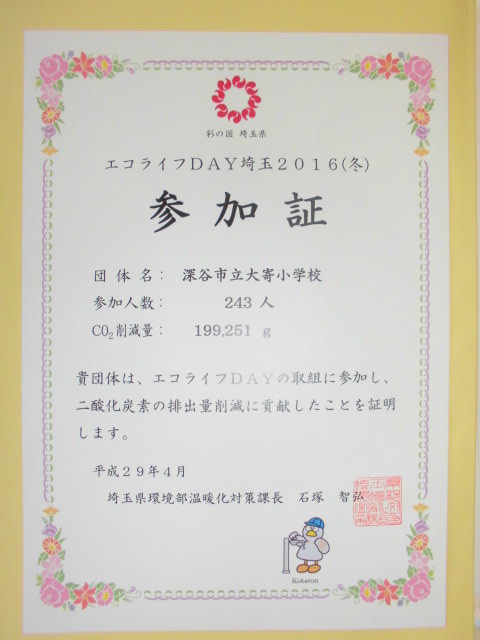 彩の国 埼玉県
エコライフDAY埼玉2016(冬)
参加証
団体名： 深谷市立大寄小学校
参加人数： 243 人
CO₂削減量： 199,251 g
貴団体は、エコライフDAYの取組に参加し、
二酸化炭素の排出量削減に貢献したことを証明
します。
平成29年4月
埼玉県環境部温暖化対策課長 石塚 智弘
Kobaton